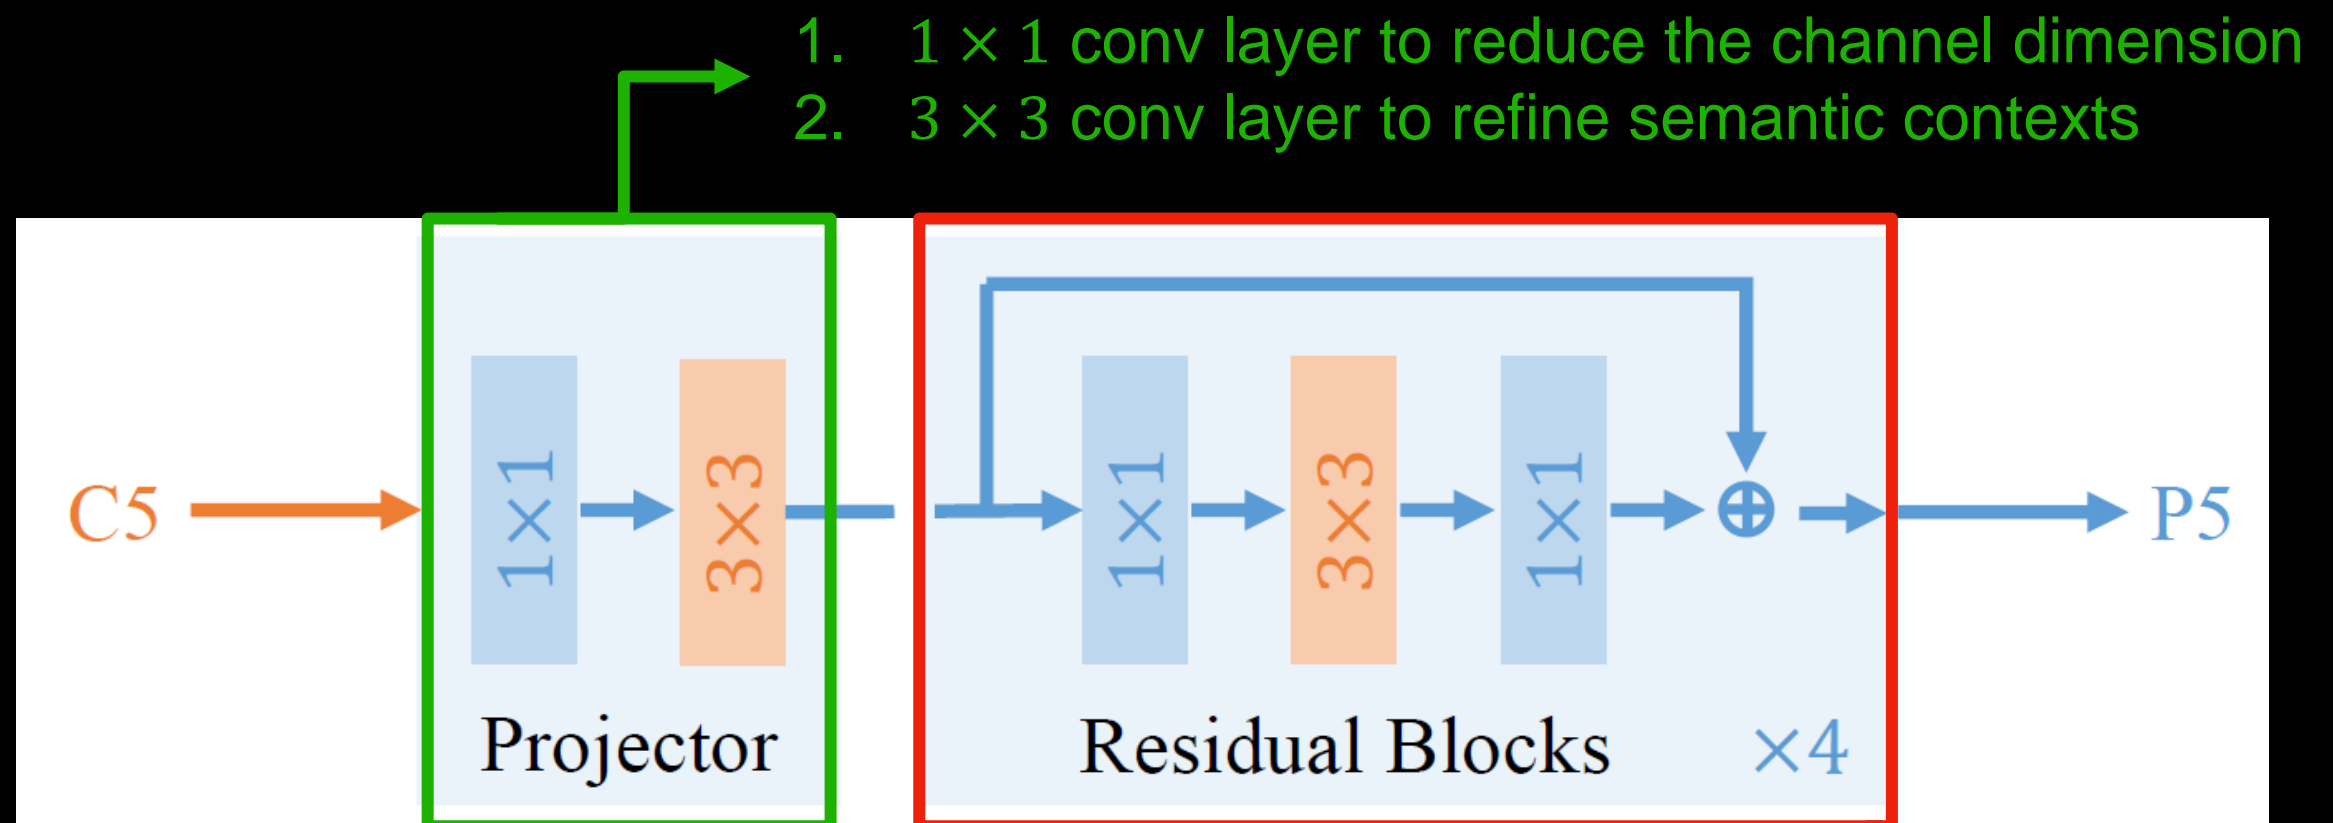 1. 1 × 1 conv layer to reduce the channel dimension
2. 3 × 3 conv layer to refine semantic contexts
C5
1×1
3×3
1×1
3×3
1×1
⊕
P5
Projector
Residual Blocks ×4